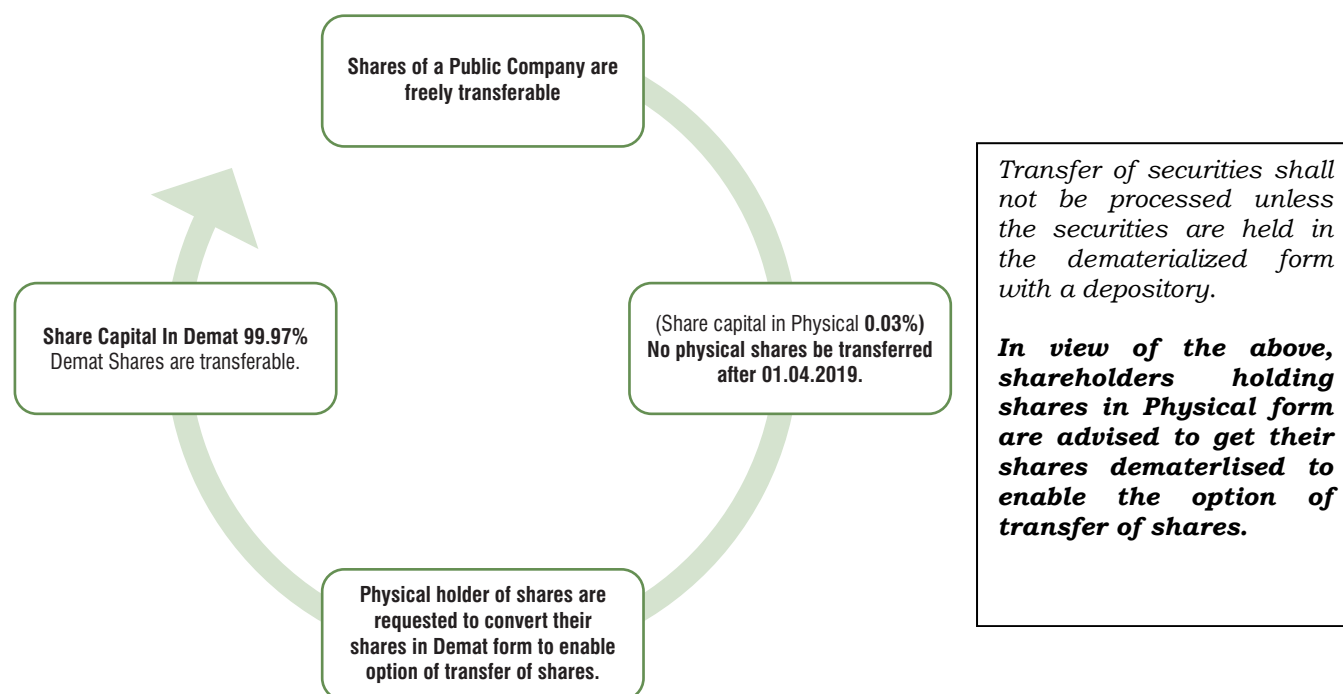 Shares of a Public Company are
freely transferable
(Share capital in Physical 0.03%)
No physical shares be transferred
after 01.04.2019.
Physical holder of shares are
requested to convert their
shares in Demat form to enable
option of transfer of shares.
Share Capital In Demat 99.97%
Demat Shares are transferable.
Transfer of securities shall
not be processed unless
the securities are held in
the dematerialized form
with a depository.
In view of the above,
shareholders holding
shares in Physical form
are advised to get their
shares dematerlised to
enable the option of
transfer of shares.